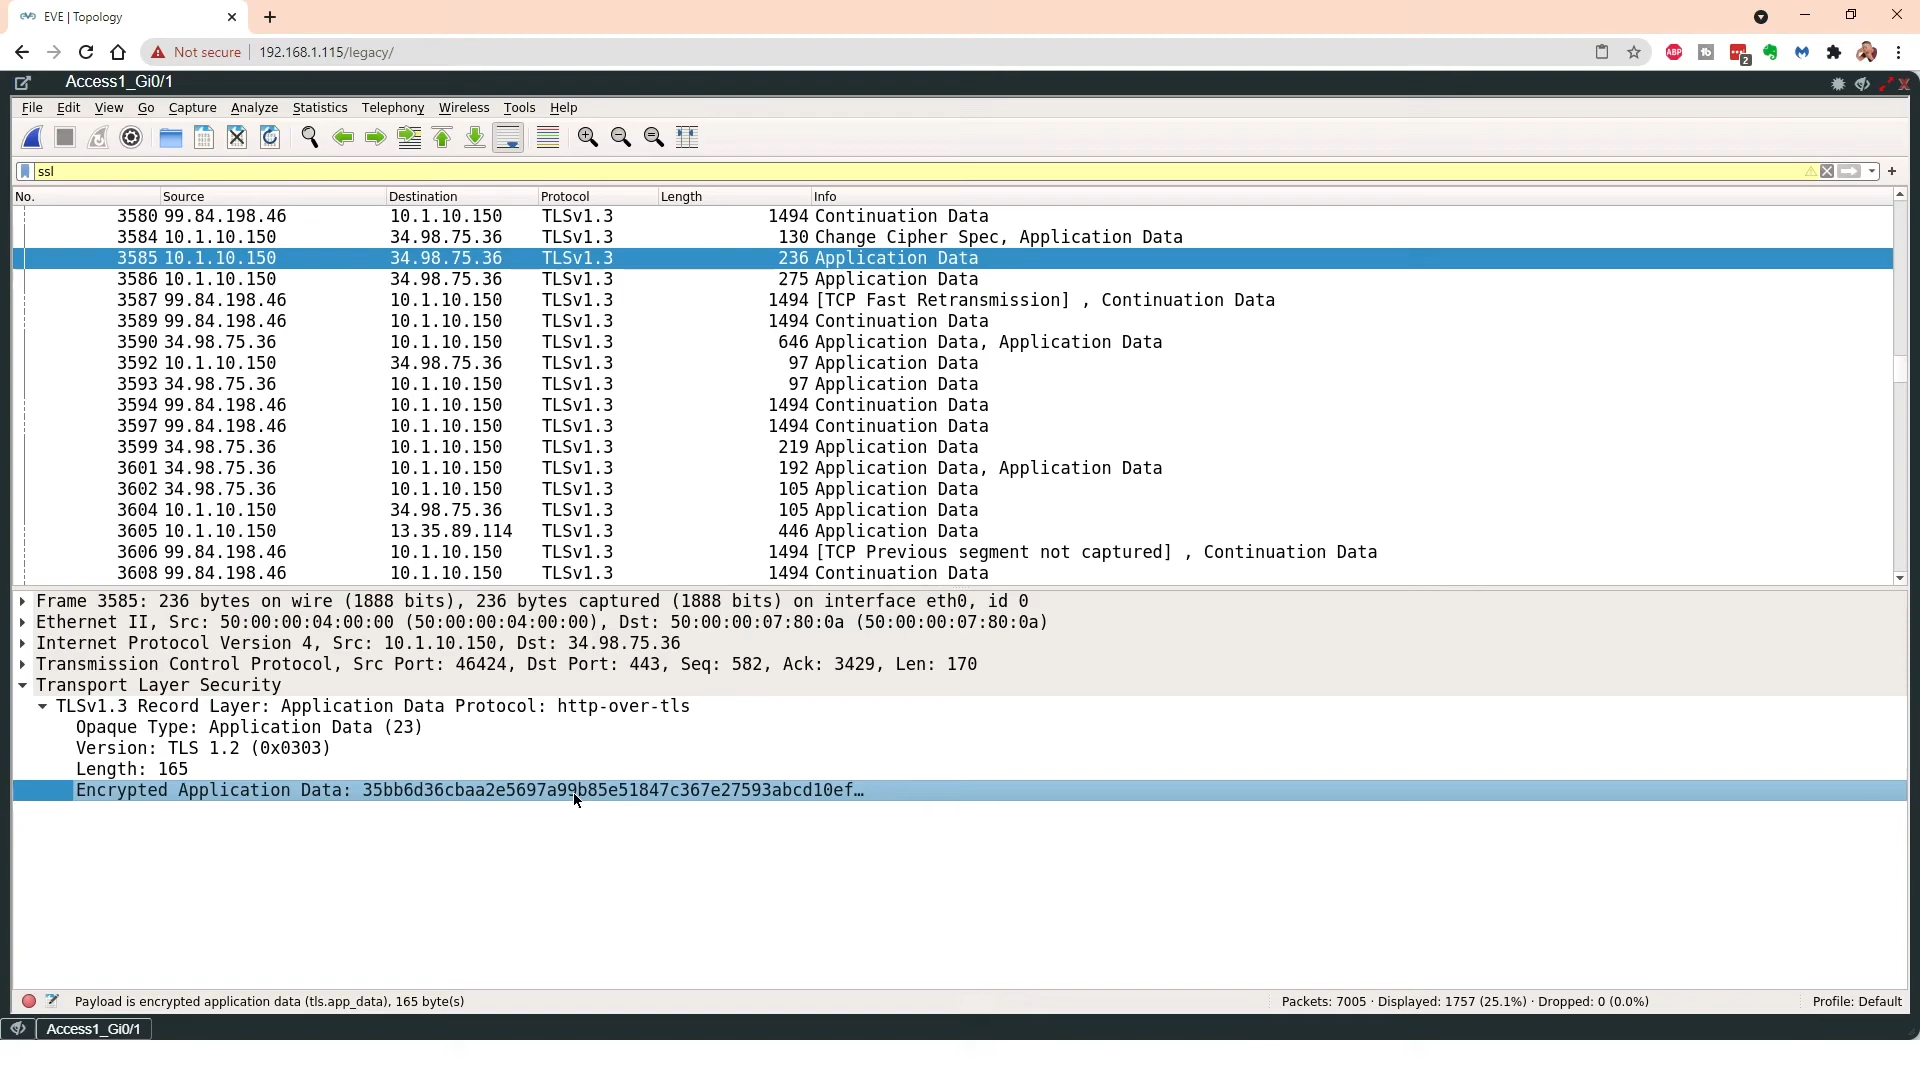 EVE | Topology
Not secure 192.168.1.115/legacy/
ABP
2
Access1_Gi0/1
File Edit View Go Capture Analyze Statistics Telephony Wireless Tools Help
ssl
No. Source Destination Protocol Length Info
3580 99.84.198.46 10.1.10.150 TLSv1.3 1494 Continuation Data
3584 10.1.10.150 34.98.75.36 TLSv1.3 130 Change Cipher Spec, Application Data
3585 10.1.10.150 34.98.75.36 TLSv1.3 236 Application Data
3586 10.1.10.150 34.98.75.36 TLSv1.3 275 Application Data
3587 99.84.198.46 10.1.10.150 TLSv1.3 1494 [TCP Fast Retransmission] , Continuation Data
3589 99.84.198.46 10.1.10.150 TLSv1.3 1494 Continuation Data
3590 34.98.75.36 10.1.10.150 TLSv1.3 646 Application Data, Application Data
3592 10.1.10.150 34.98.75.36 TLSv1.3 97 Application Data
3593 34.98.75.36 10.1.10.150 TLSv1.3 97 Application Data
3594 99.84.198.46 10.1.10.150 TLSv1.3 1494 Continuation Data
3597 99.84.198.46 10.1.10.150 TLSv1.3 1494 Continuation Data
3599 34.98.75.36 10.1.10.150 TLSv1.3 219 Application Data
3601 34.98.75.36 10.1.10.150 TLSv1.3 192 Application Data, Application Data
3602 34.98.75.36 10.1.10.150 TLSv1.3 105 Application Data
3604 10.1.10.150 34.98.75.36 TLSv1.3 105 Application Data
3605 10.1.10.150 13.35.89.114 TLSv1.3 446 Application Data
3606 99.84.198.46 10.1.10.150 TLSv1.3 1494 [TCP Previous segment not captured] , Continuation Data
3608 99.84.198.46 10.1.10.150 TLSv1.3 1494 Continuation Data
Frame 3585: 236 bytes on wire (1888 bits), 236 bytes captured (1888 bits) on interface eth0, id 0
Ethernet II, Src: 50:00:00:04:00:00 (50:00:00:04:00:00), Dst: 50:00:00:07:80:0a (50:00:00:07:80:0a)
Internet Protocol Version 4, Src: 10.1.10.150, Dst: 34.98.75.36
Transmission Control Protocol, Src Port: 46424, Dst Port: 443, Seq: 582, Ack: 3429, Len: 170
Transport Layer Security
TLSv1.3 Record Layer: Application Data Protocol: http-over-tls
Opaque Type: Application Data (23)
Version: TLS 1.2 (0x0303)
Length: 165
Encrypted Application Data: 35bb6d36cbaa2e5697a99b85e51847c367e27593abcd10ef…
Payload is encrypted application data (tls.app_data), 165 byte(s) Packets: 7005 · Displayed: 1757 (25.1%) · Dropped: 0 (0.0%) Profile: Default
Access1_Gi0/1